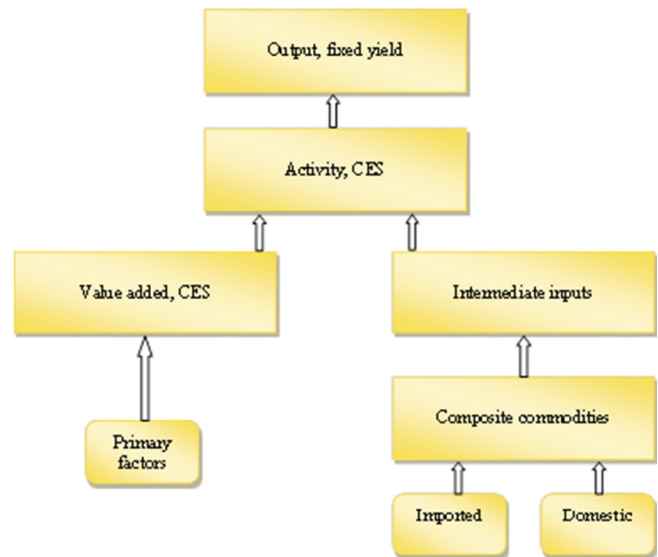 Output, fixed yield
Activity, CES
Value added, CES
Intermediate inputs
Composite commodities
Primary
factors
Imported
Domestic